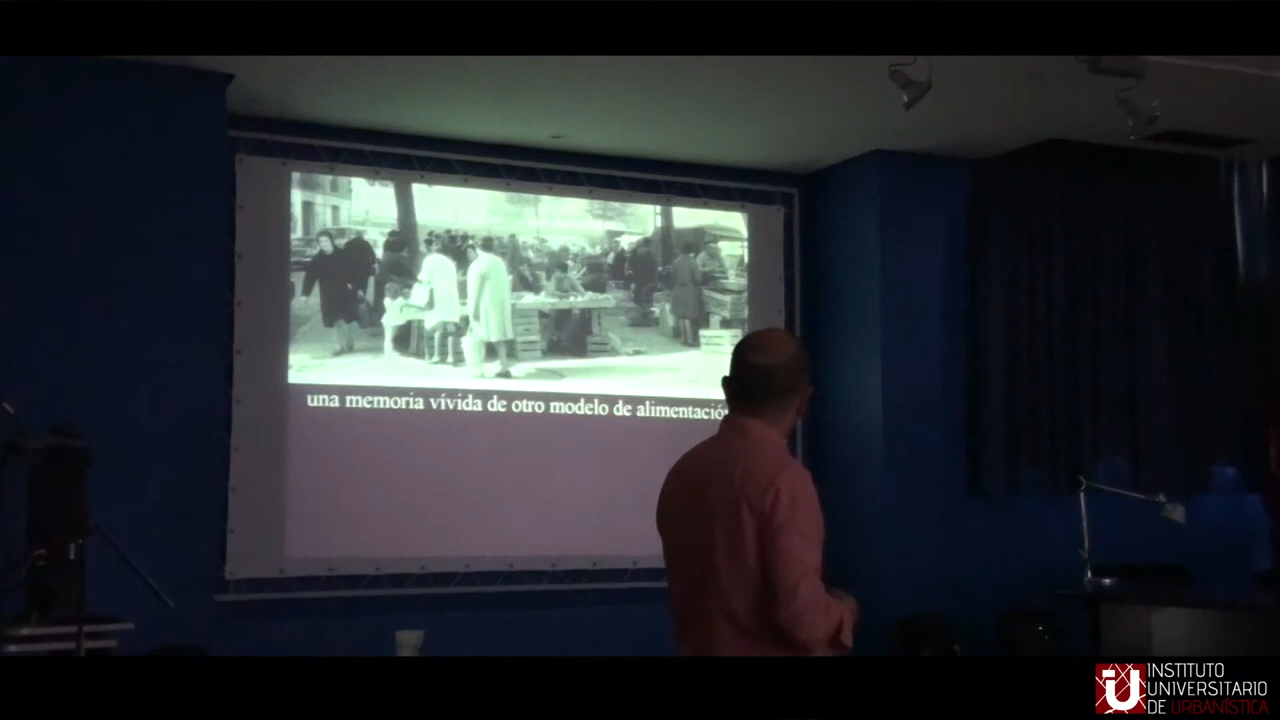 una memoria vívida de otro modelo de alimentació
INSTITUTO
UNIVERSITARIO
DE URBANÍSTICA